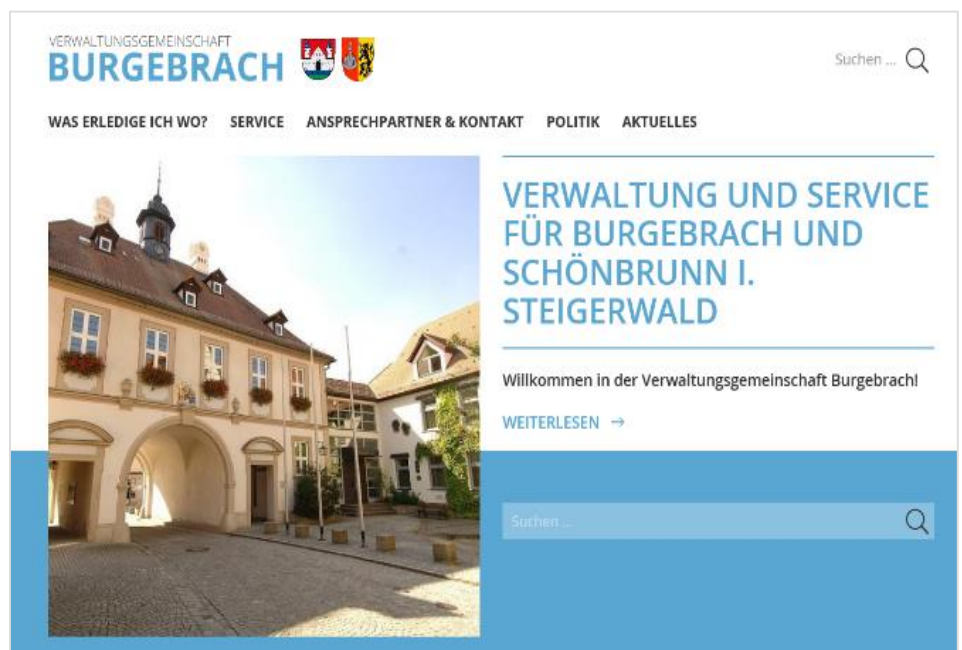 VERWALTUNGSGEMEINSCHAFT
BURGEBRACH
Suchen ...
WAS ERLEDIGE ICH WO? SERVICE ANSPRECHPARTNER & KONTAKT POLITIK AKTUELLES
VERWALTUNG UND SERVICE
FÜR BURGEBRACH UND
SCHÖNBRUNN I.
STEIGERWALD
Willkommen in der Verwaltungsgemeinschaft Burgebrach!
WEITERLESEN →
Suchen ...